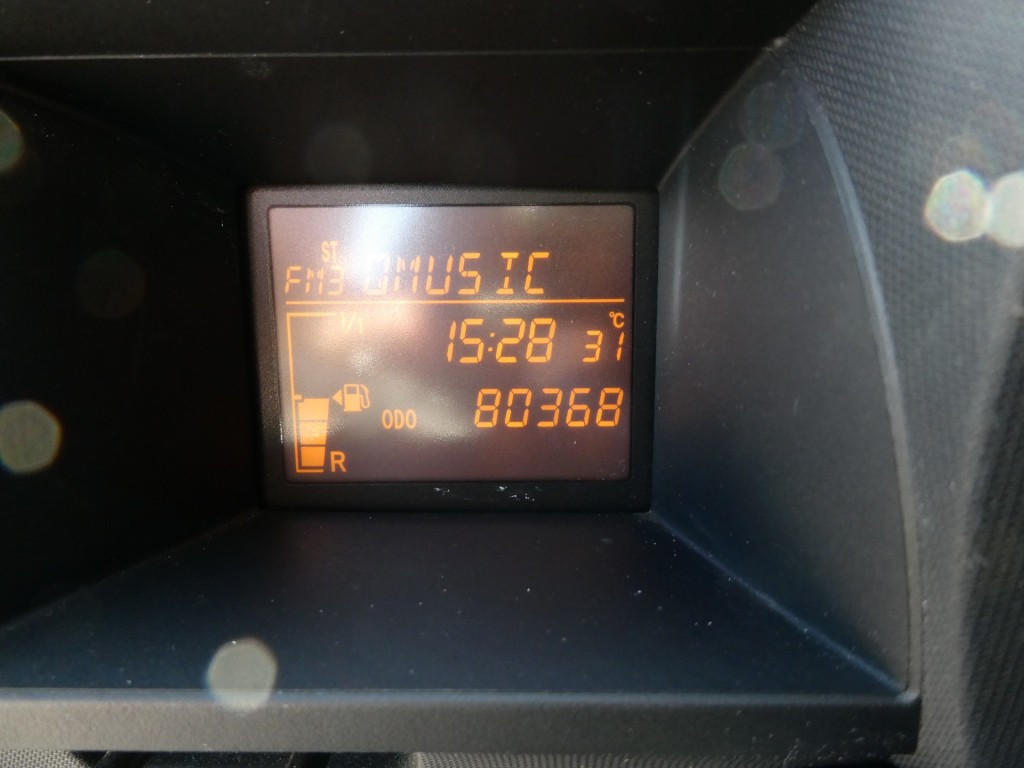 ST
FM3 QMUSIC
1/1 15:28 31 °C
ODO 80368
R